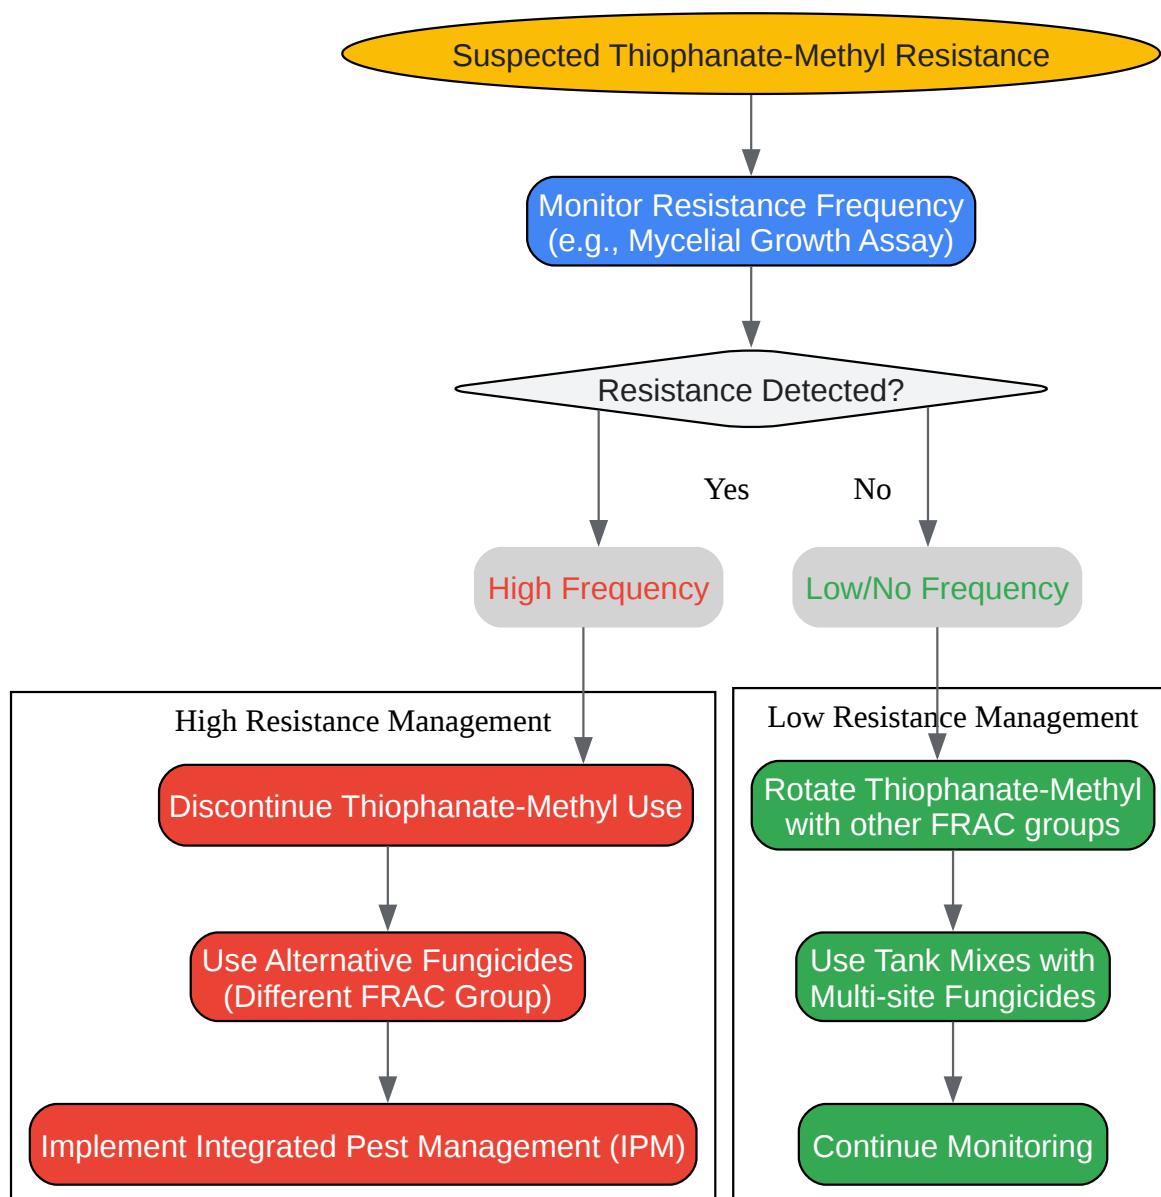 Suspected Thiophanate-Methyl Resistance
Monitor Resistance Frequency
(e.g., Mycelial Growth Assay)
Resistance Detected?
Yes
No
High Frequency
Low/No Frequency
High Resistance Management
Discontinue Thiophanate-Methyl Use
Use Alternative Fungicides
(Different FRAC Group)
Implement Integrated Pest Management (IPM)
Low Resistance Management
Rotate Thiophanate-Methyl
with other FRAC groups
Use Tank Mixes with
Multi-site Fungicides
Continue Monitoring